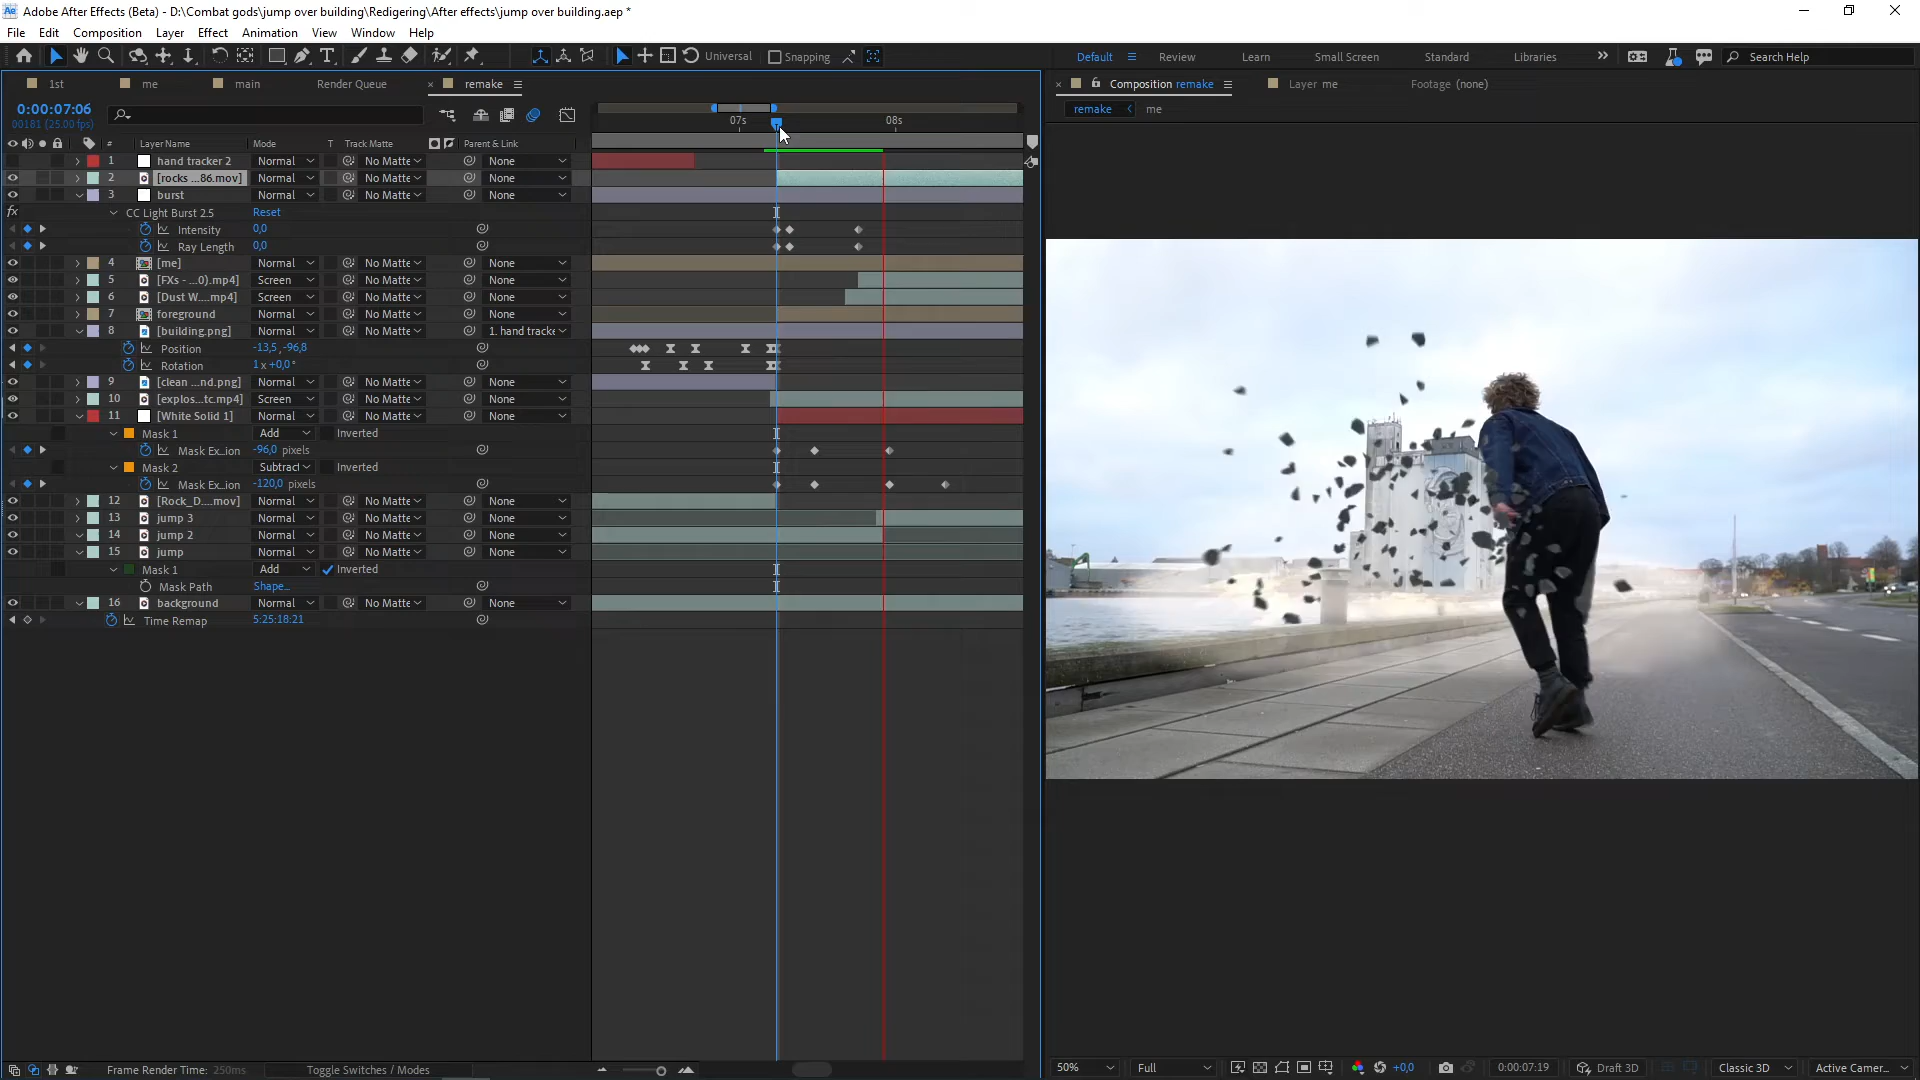 Adobe After Effects (Beta) - D:\Combat gods\jump over building\Redigering\After effects\jump over building.aep *
File Edit Composition Layer Effect Animation View Window Help
Universal Snapping Default Review Learn Small Screen Standard Libraries Search Help
1st me main Render Queue remake
Composition remake Layer me Footage (none)
0:00:07:06
00181 (25.00 fps)
remake me
07s 08s
# Layer Name Mode T Track Matte Parent & Link
1 hand tracker 2 Normal No Matte None
2 [rocks ...86.mov] Normal No Matte None
3 burst Normal No Matte None
fx CC Light Burst 2.5 Reset
Intensity 0,0
Ray Length 0,0
4 [me] Normal No Matte None
5 [FXs - ...0).mp4] Screen No Matte None
6 [Dust W....mp4] Screen No Matte None
7 foreground Normal No Matte None
8 [building.png] Normal No Matte 1. hand tracke
Position -13,5 ,-96,8
Rotation 1x+0,0°
9 [clean ...nd.png] Normal No Matte None
10 [explos...tc.mp4] Screen No Matte None
11 [White Solid 1] Normal No Matte None
Mask 1 Add Inverted
Mask Ex...ion -96,0 pixels
Mask 2 Subtract Inverted
Mask Ex...ion -120,0 pixels
12 [Rock_D....mov] Normal No Matte None
13 jump 3 Normal No Matte None
14 jump 2 Normal No Matte None
15 jump Normal No Matte None
Mask 1 Add Inverted
Mask Path Shape...
16 background Normal No Matte None
Time Remap 5:25:18:21
Frame Render Time: 250ms Toggle Switches / Modes
50% Full +0,0 0:00:07:19 Draft 3D Classic 3D Active Camer...